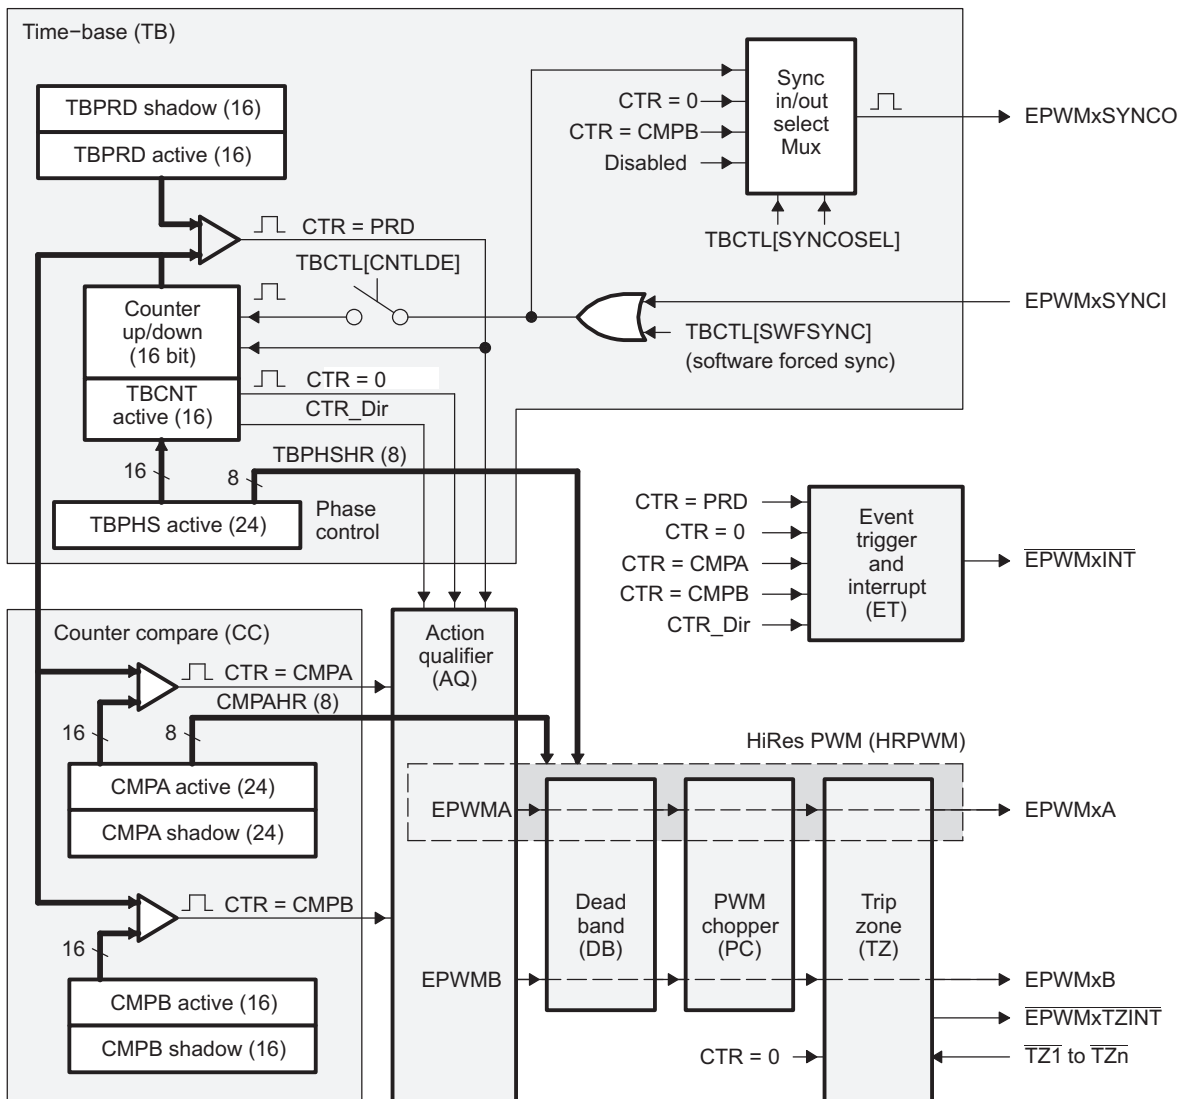 Time−base (TB)
TBPRD shadow (16)
TBPRD active (16)
CTR = PRD
TBCTL[CNTLDE]
Counter
up/down
(16 bit)
TBCNT
active (16)
CTR = 0
CTR_Dir
16
8
TBPHSHR (8)
TBPHS active (24)
Phase
control
CTR = 0
CTR = CMPB
Disabled
Sync
in/out
select
Mux
TBCTL[SYNCOSEL]
EPWMxSYNCO
EPWMxSYNCI
TBCTL[SWFSYNC]
(software forced sync)
CTR = PRD
CTR = 0
CTR = CMPA
CTR = CMPB
CTR_Dir
Event
trigger
and
interrupt
(ET)
EPWMxINT
Counter compare (CC)
CTR = CMPA
16
8
CMPAHR (8)
CMPA active (24)
CMPA shadow (24)
CTR = CMPB
16
CMPB active (16)
CMPB shadow (16)
Action
qualifier
(AQ)
HiRes PWM (HRPWM)
EPWMA
EPWMB
Dead
band
(DB)
PWM
chopper
(PC)
Trip
zone
(TZ)
CTR = 0
EPWMxA
EPWMxB
EPWMxTZINT
TZ1 to TZn